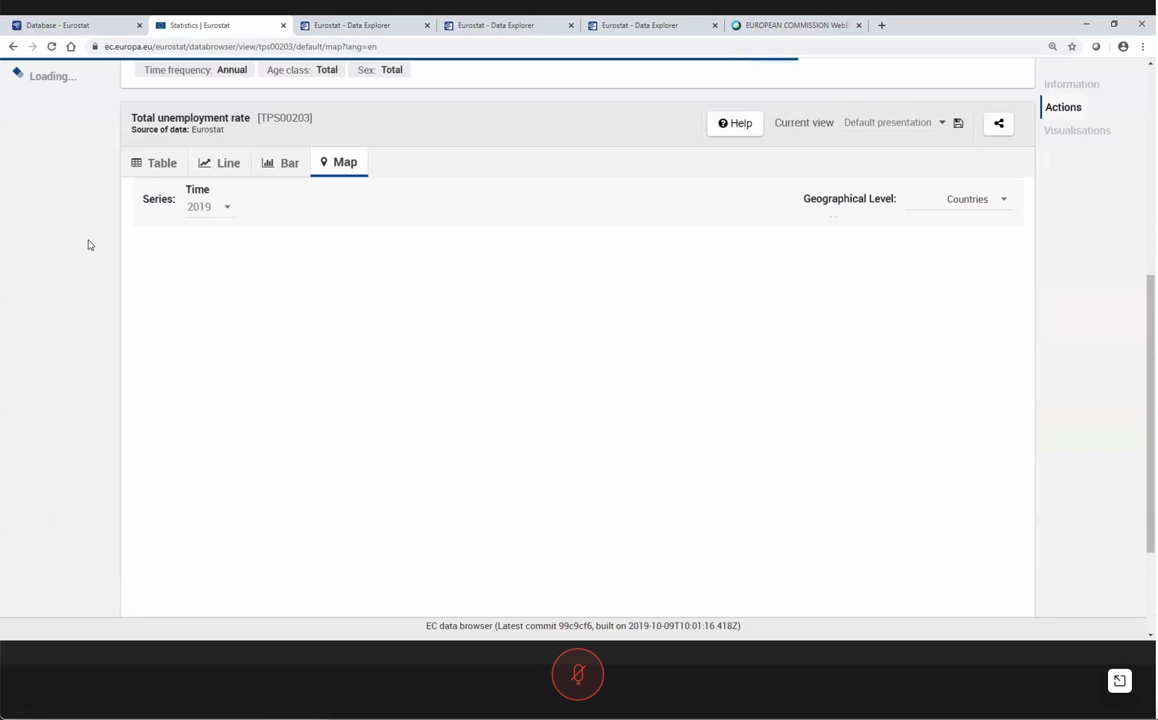 Database - Eurostat
Statistics | Eurostat
Eurostat - Data Explorer
Eurostat - Data Explorer
Eurostat - Data Explorer
EUROPEAN COMMISSION
ec.europa.eu/eurostat/databrowser/view/tps00203/default/map?lang=en
Loading...
Time frequency: Annual Age class: Total Sex: Total
Information
Actions
Visualisations
Total unemployment rate [TPS00203]
Source of data: Eurostat
Help
Current view Default presentation
Table Line Bar Map
Series: Time
2019
Geographical Level: Countries
EC data browser (Latest commit 99c9cf6, built on 2019-10-09T10:01:16.418Z)